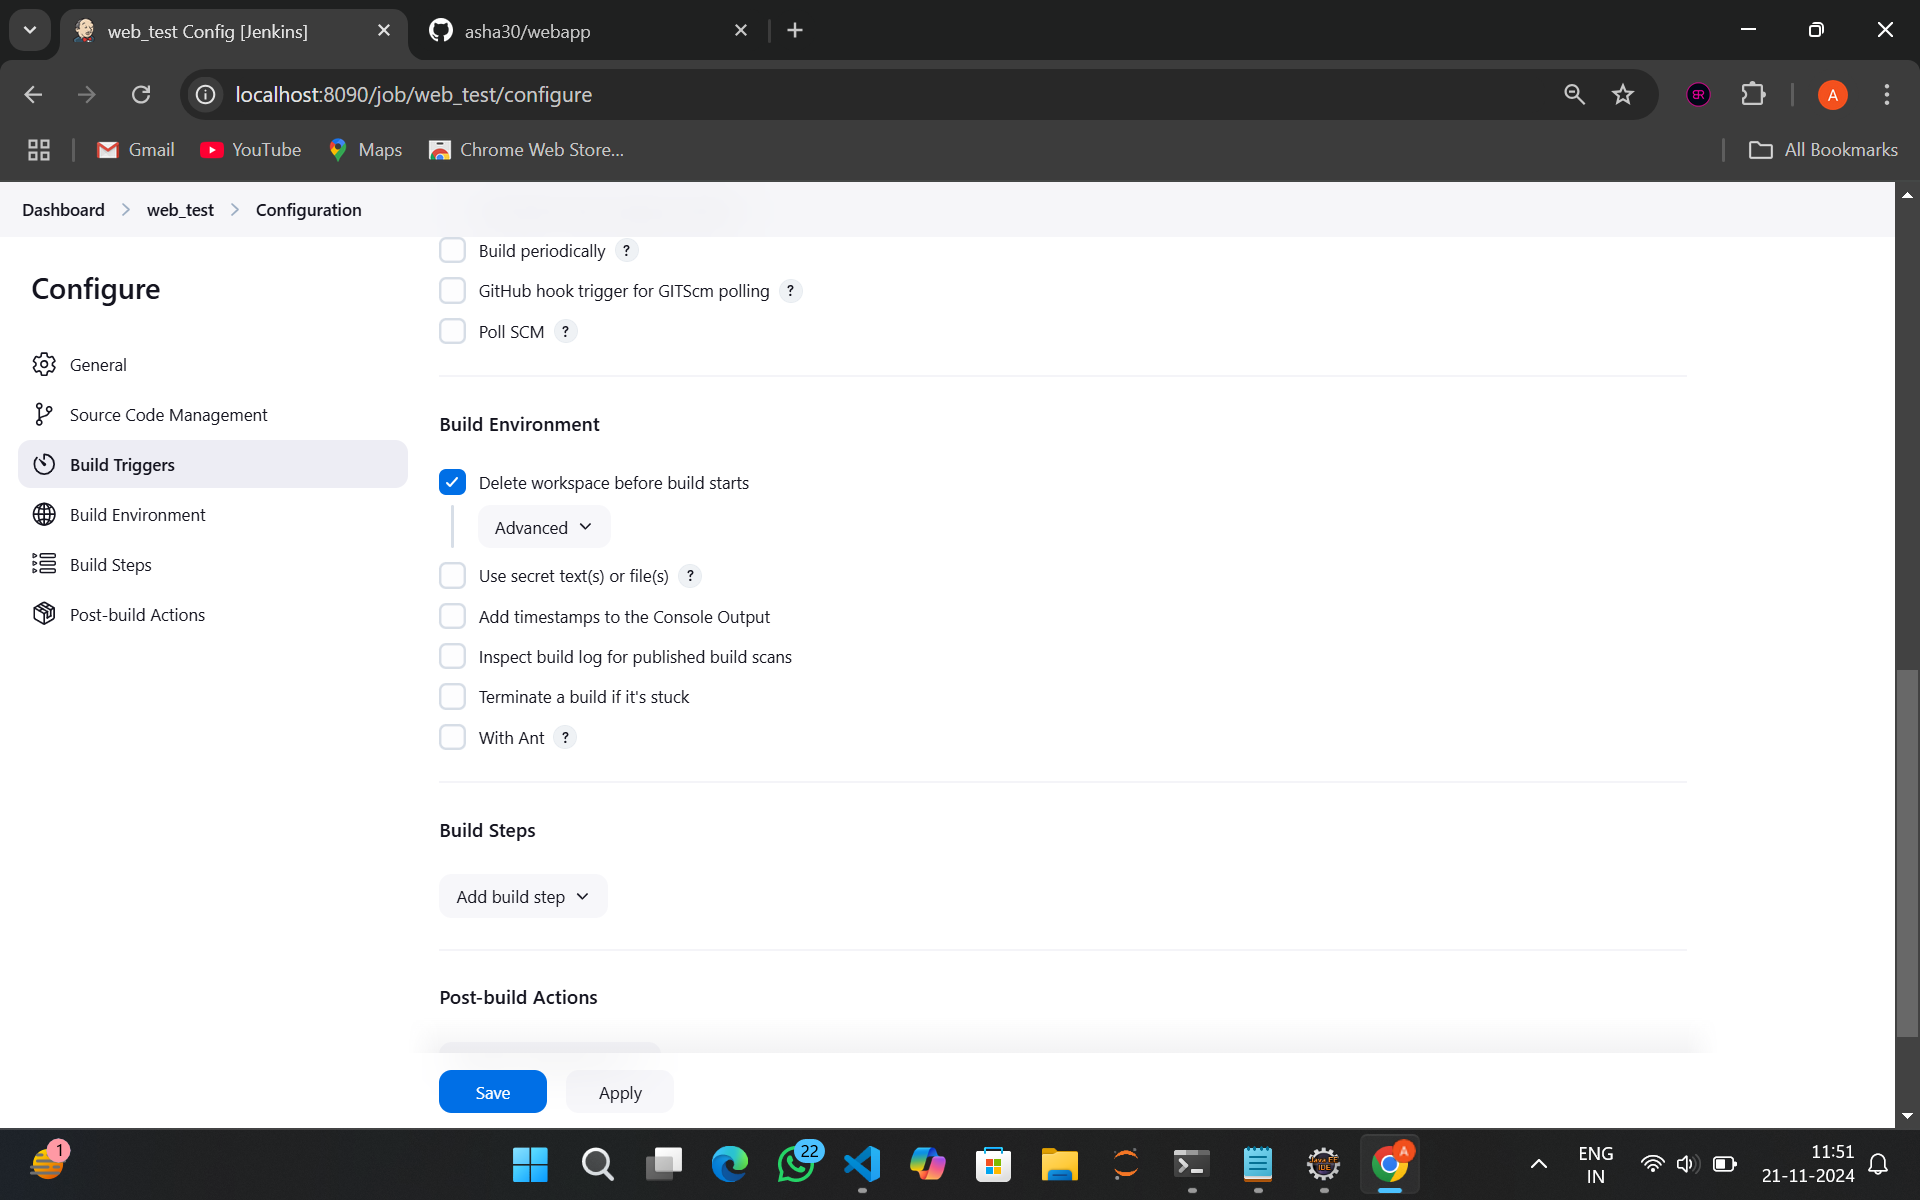 web_test Config [Jenkins]
asha30/webapp
localhost:8090/job/web_test/configure
A
Gmail
YouTube
Maps
Chrome Web Store...
All Bookmarks
Dashboard
web_test
Configuration
Configure
General
Source Code Management
Build Triggers
Build Environment
Build Steps
Post-build Actions
Build periodically ?
GitHub hook trigger for GITScm polling ?
Poll SCM ?
Build Environment
Delete workspace before build starts
Advanced
Use secret text(s) or file(s) ?
Add timestamps to the Console Output
Inspect build log for published build scans
Terminate a build if it's stuck
With Ant ?
Build Steps
Add build step
Post-build Actions
Save
Apply
1
22
A
ENG
IN
11:51
21-11-2024